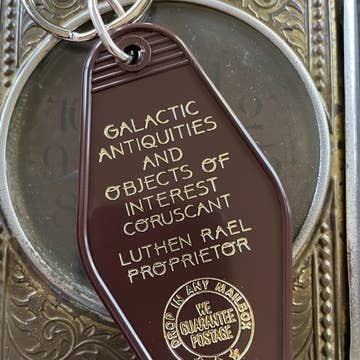 GALACTIC
ANTIQUITIES
AND
OBJECTS OF
INTEREST
CORUSCANT
LUTHEN RAEL
PROPRIETOR
DROP IN ANY MAILBOX
WE
GUARANTEE
POSTAGE